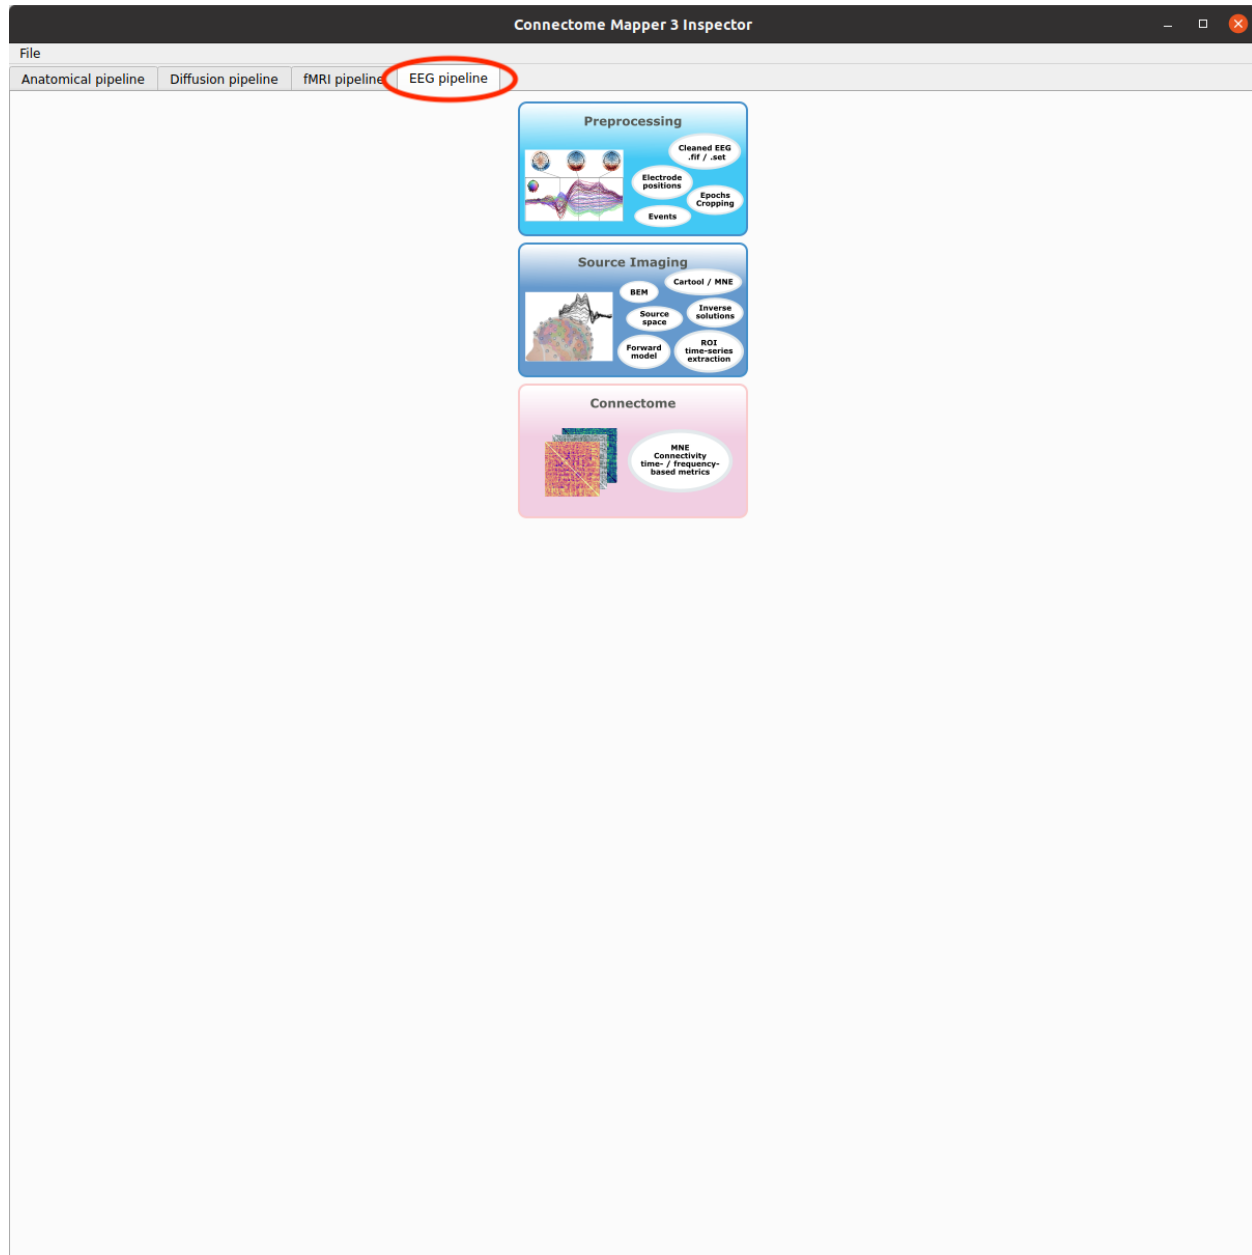 Connectome Mapper 3 Inspector
File
Anatomical pipeline
Diffusion pipeline
fMRI pipeline
EEG pipeline
Preprocessing
Cleaned EEG
.fif / .set
Electrode
positions
Epochs
Cropping
Events
Source Imaging
Cartool / MNE
BEM
Inverse
solutions
Source
space
Forward
model
ROI
time-series
extraction
Connectome
MNE
Connectivity
time- / frequency-
based metrics